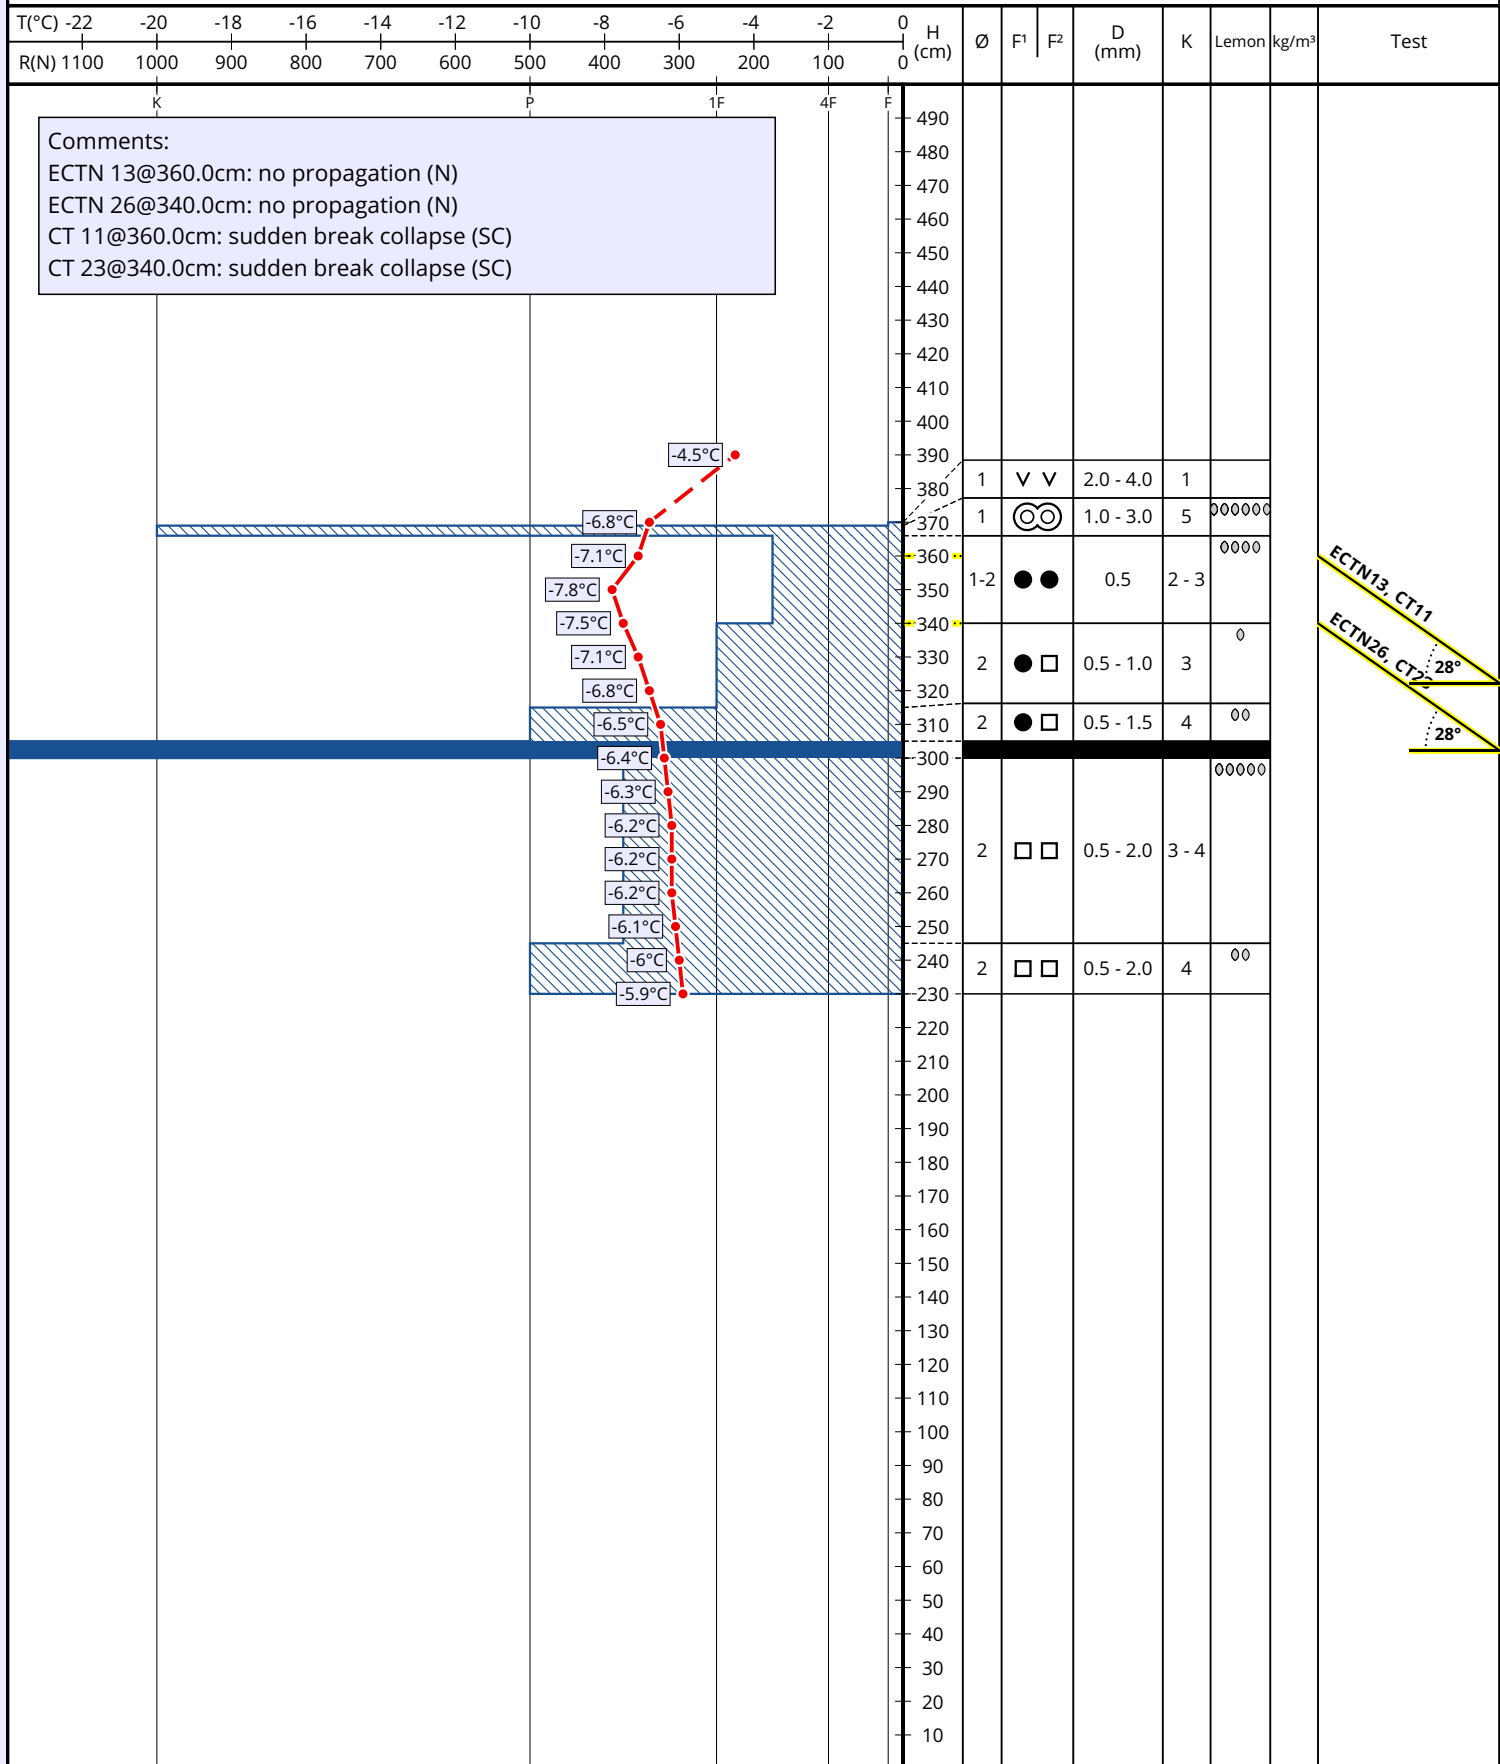 T(°C) -22 -20 -18 -16 -14 -12 -10 -8 -6 -4 -2 0
R(N) 1100 1000 900 800 700 600 500 400 300 200 100 0
H (cm) Ø F¹ F² D (mm) K Lemon kg/m³ Test
K P 1F 4F F
Comments:
ECTN 13@360.0cm: no propagation (N)
ECTN 26@340.0cm: no propagation (N)
CT 11@360.0cm: sudden break collapse (SC)
CT 23@340.0cm: sudden break collapse (SC)
490
480
470
460
450
440
430
420
410
400
-4.5°C 390
1 2.0 - 4.0 1
380
1 1.0 - 3.0 5
-6.8°C 370
-7.1°C 360
ECTN13, CT11
28°
1-2 0.5 2 - 3
-7.8°C 350
-7.5°C 340
ECTN26, CT23
28°
-7.1°C 330
2 0.5 - 1.0 3
-6.8°C 320
-6.5°C 310
2 0.5 - 1.5 4
-6.4°C 300
-6.3°C 290
-6.2°C 280
2 0.5 - 2.0 3 - 4
-6.2°C 270
-6.2°C 260
-6.1°C 250
-6°C 240
2 0.5 - 2.0 4
-5.9°C 230
220
210
200
190
180
170
160
150
140
130
120
110
100
90
80
70
60
50
40
30
20
10